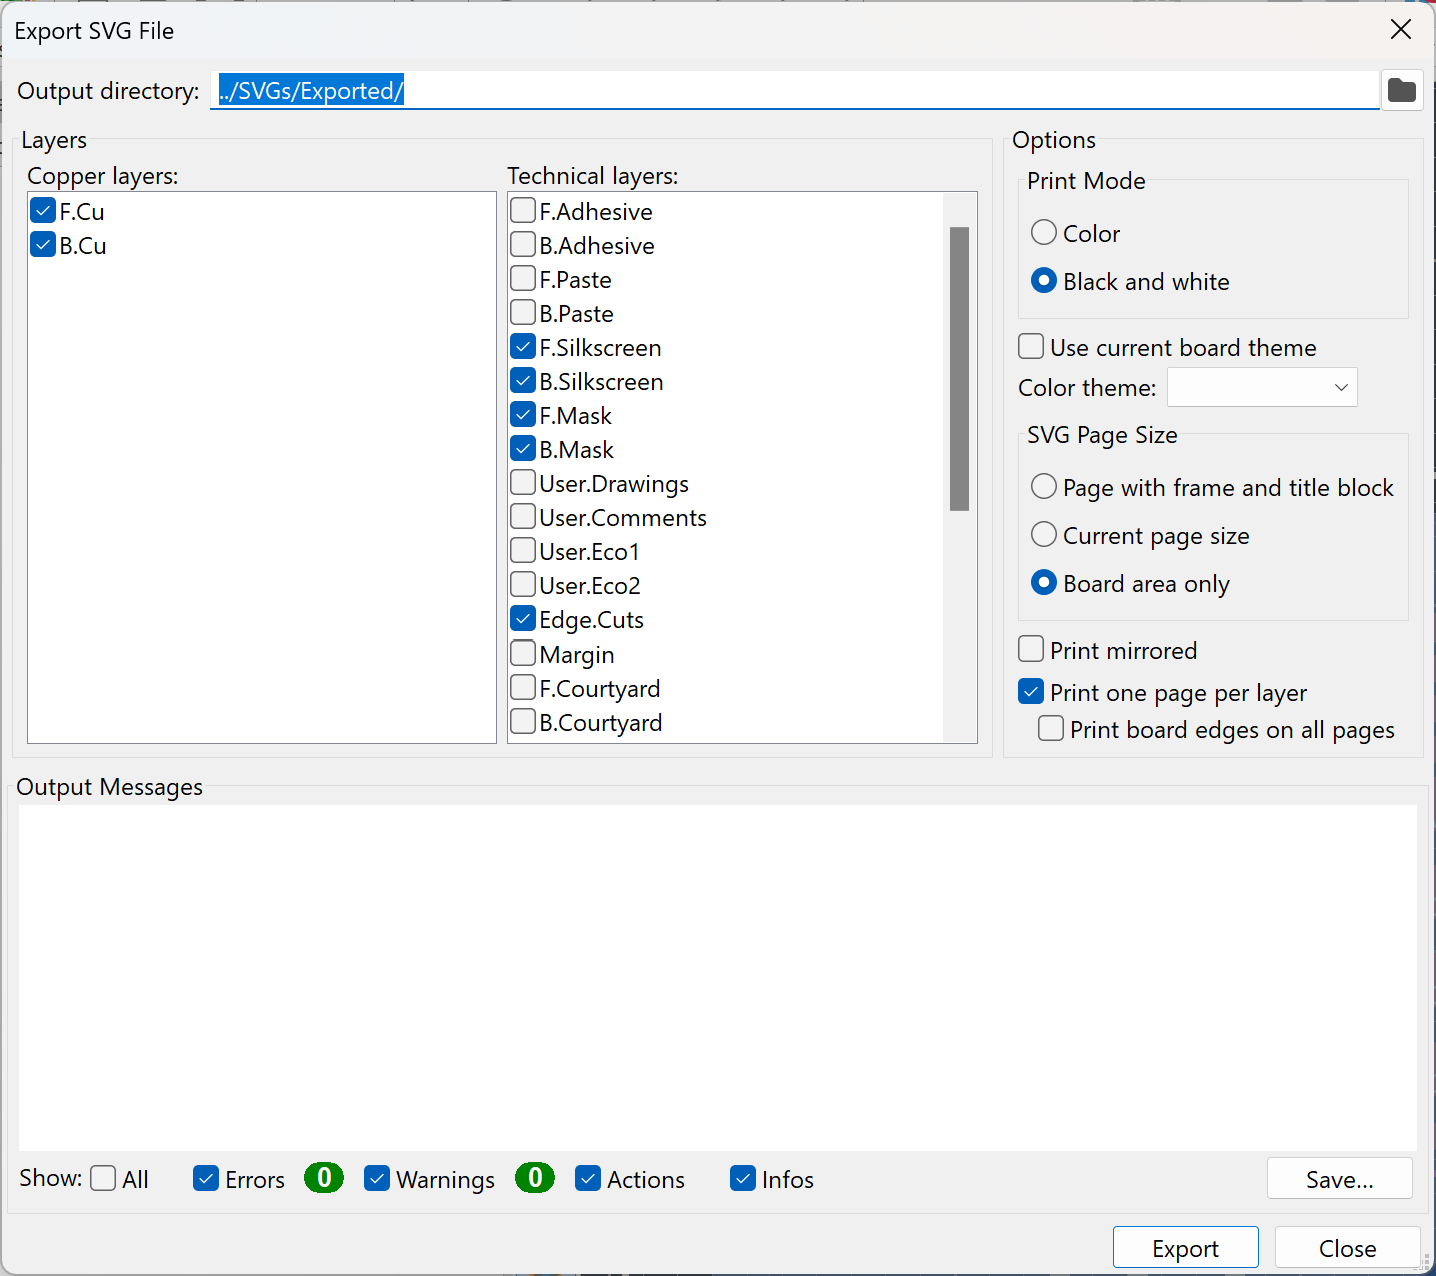 Export SVG File
Output directory: ../SVGs/Exported/
Layers
Copper layers:
F.Cu
B.Cu
Technical layers:
F.Adhesive
B.Adhesive
F.Paste
B.Paste
F.Silkscreen
B.Silkscreen
F.Mask
B.Mask
User.Drawings
User.Comments
User.Eco1
User.Eco2
Edge.Cuts
Margin
F.Courtyard
B.Courtyard
Options
Print Mode
Color
Black and white
Use current board theme
Color theme:
SVG Page Size
Page with frame and title block
Current page size
Board area only
Print mirrored
Print one page per layer
Print board edges on all pages
Output Messages
Show: All Errors 0 Warnings 0 Actions Infos Save...
Export Close